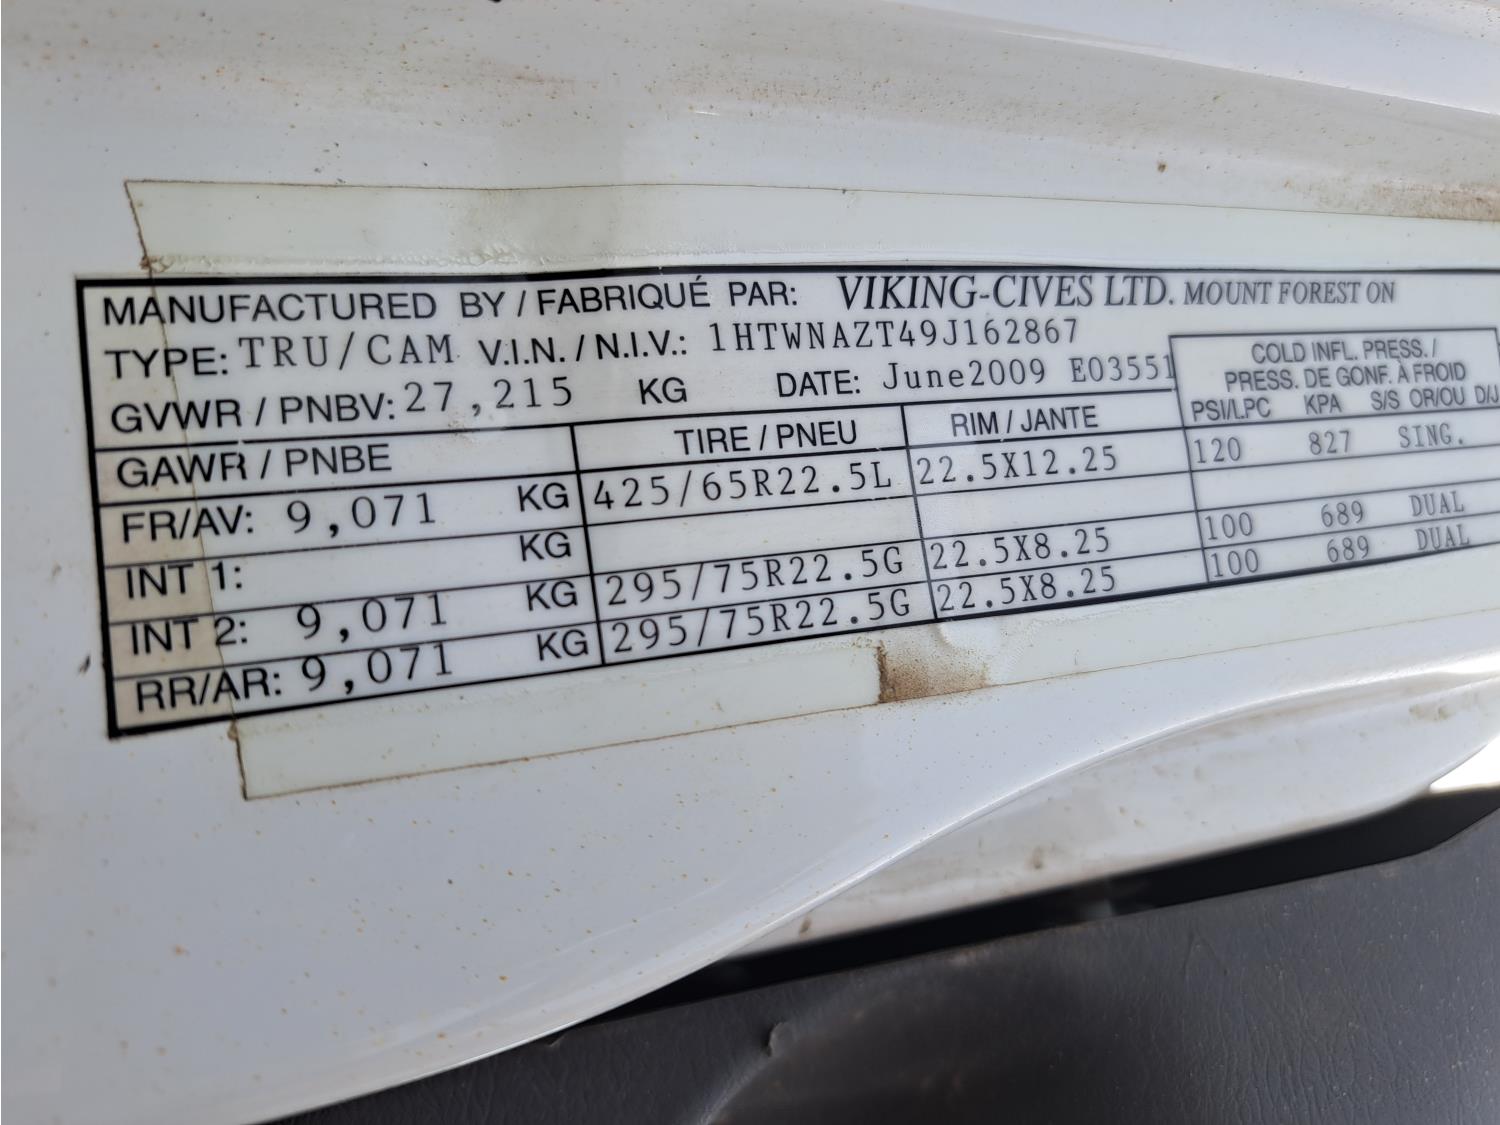 MANUFACTURED BY / FABRIQUÉ PAR: VIKING-CIVES LTD. MOUNT FOREST ON
TYPE: TRU/CAM V.I.N. / N.I.V.: 1HTWNAZT49J162867
GVWR / PNBV: 27,215 KG DATE: June2009 E03551
COLD INFL. PRESS. /
PRESS. DE GONF. À FROID
GAWR / PNBE TIRE / PNEU RIM / JANTE PSI/LPC KPA S/S OR/OU D/J
FR/AV: 9,071 KG 425/65R22.5L 22.5X12.25 120 827 SING.
INT 1: KG
INT 2: 9,071 KG 295/75R22.5G 22.5X8.25 100 689 DUAL
RR/AR: 9,071 KG 295/75R22.5G 22.5X8.25 100 689 DUAL